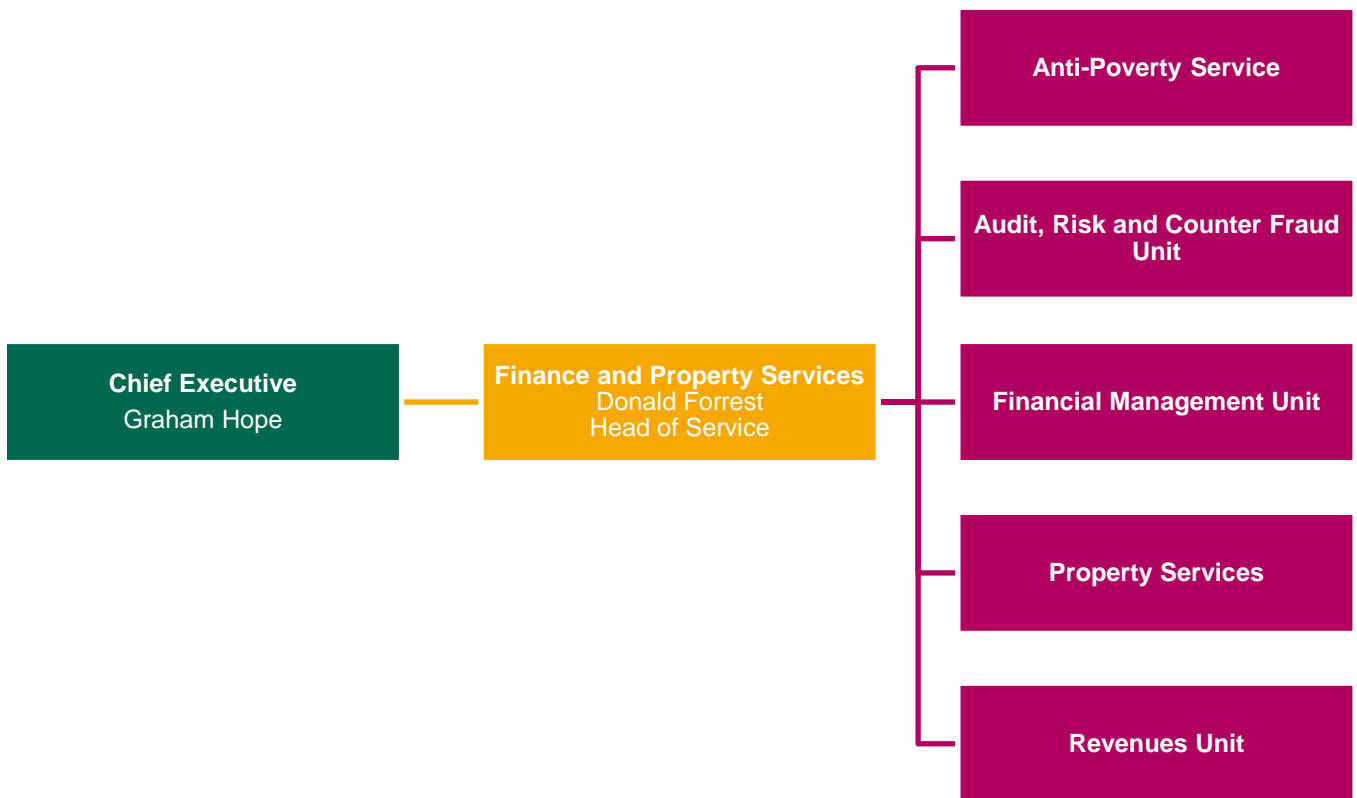 Anti-Poverty Service
Audit, Risk and Counter Fraud
Unit
Chief Executive
Graham Hope
Finance and Property Services
Donald Forrest
Head of Service
Financial Management Unit
Property Services
Revenues Unit